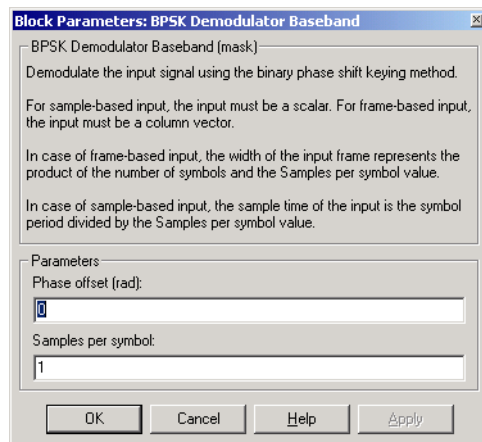 Block Parameters: BPSK Demodulator Baseband
BPSK Demodulator Baseband (mask)
Demodulate the input signal using the binary phase shift keying method.
For sample-based input, the input must be a scalar. For frame-based input,
the input must be a column vector.
In case of frame-based input, the width of the input frame represents the
product of the number of symbols and the Samples per symbol value.
In case of sample-based input, the sample time of the input is the symbol
period divided by the Samples per symbol value.
Parameters
Phase offset (rad):
0
Samples per symbol:
1
OK Cancel Help Apply